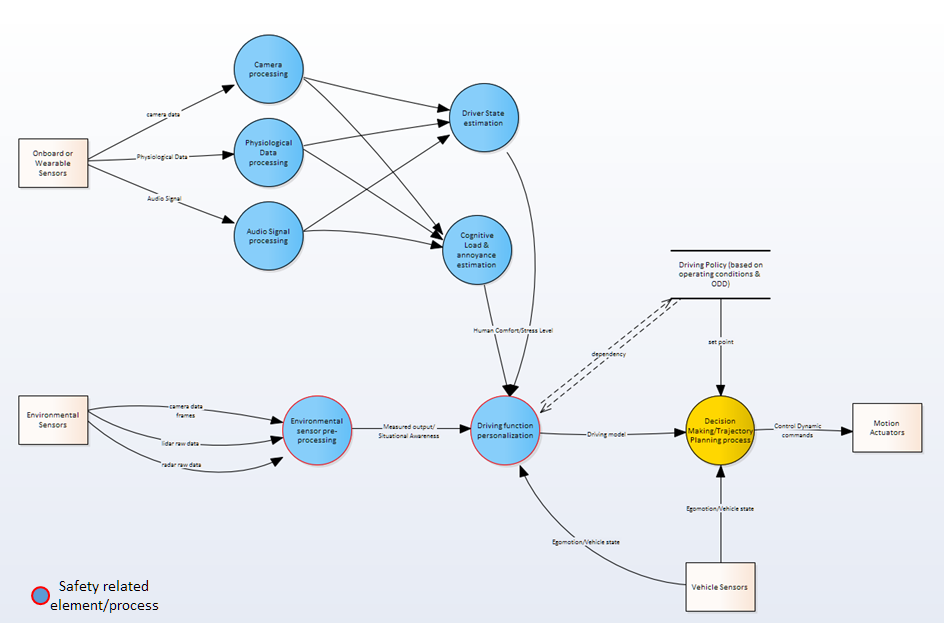 Camera
processing
camera data
Onboard or
Wearable
Sensors
Physiological Data
Physiological
Data
processing
Driver State
estimation
Audio Signal
Audio Signal
processing
Cognitive
Load &
annoyance
estimation
Driving Policy (based on
operating conditions &
ODD)
Human Comfort/Stress Level
set point
dependency
Environmental
Sensors
camera data
frames
lidar raw data
radar raw data
Environmental
sensor pre-
processing
Measured output/
Situational Awareness
Driving function
personalization
Driving model
Decision
Making/Trajectory
Planning process
Control Dynamic
commands
Motion
Actuators
Egomotion/Vehicle state
Egomotion/Vehicle state
Vehicle Sensors
Safety related
element/process